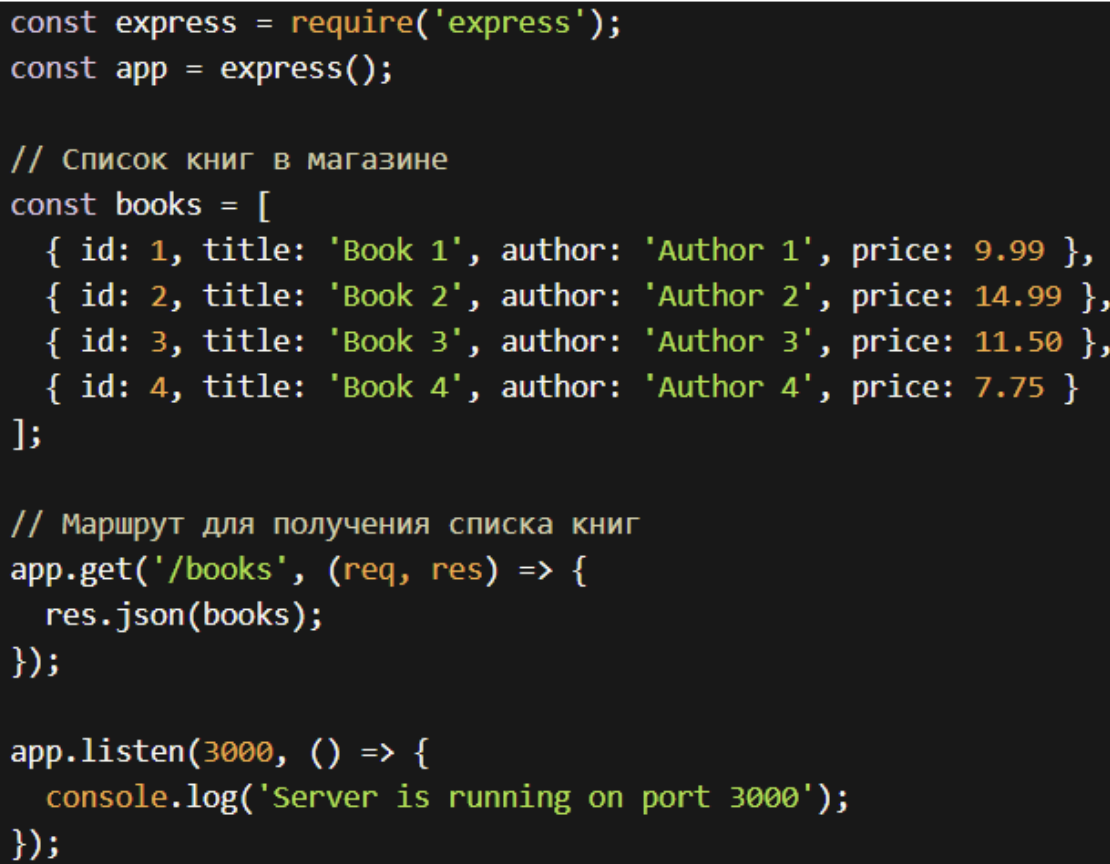 const express = require('express');
const app = express();
// Список книг в магазине
const books = [
{ id: 1, title: 'Book 1', author: 'Author 1', price: 9.99 },
{ id: 2, title: 'Book 2', author: 'Author 2', price: 14.99 },
{ id: 3, title: 'Book 3', author: 'Author 3', price: 11.50 },
{ id: 4, title: 'Book 4', author: 'Author 4', price: 7.75 }
];
// Маршрут для получения списка книг
app.get('/books', (req, res) => {
res.json(books);
});
app.listen(3000, () => {
console.log('Server is running on port 3000');
});